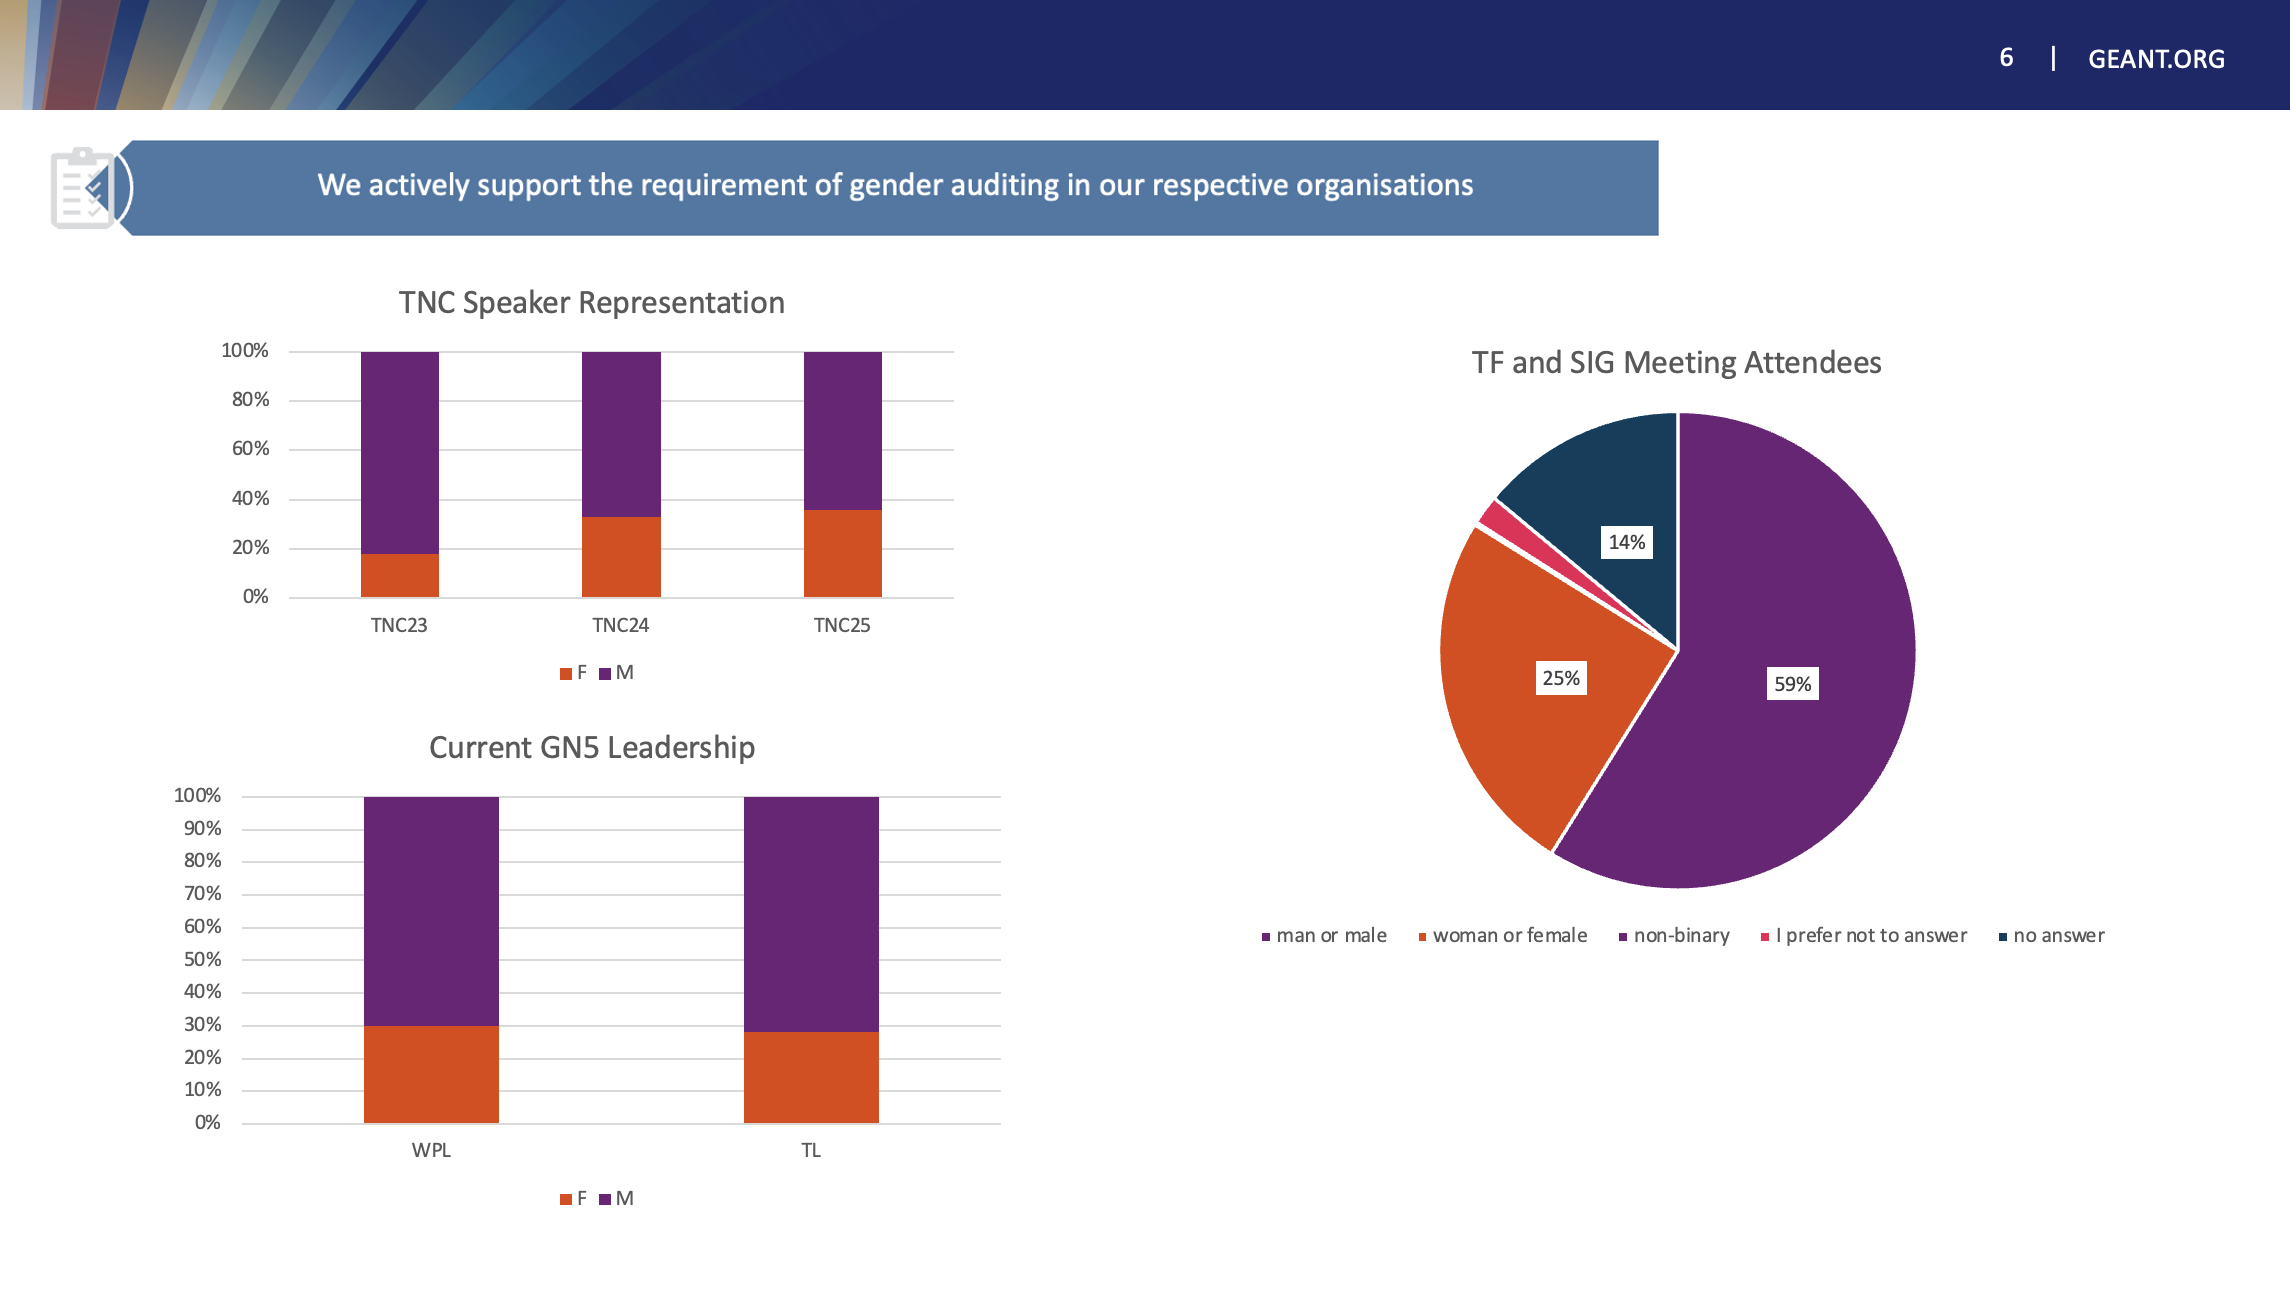 6 | GEANT.ORG
We actively support the requirement of gender auditing in our respective organisations
TNC Speaker Representation
100%
80%
60%
40%
20%
0%
TNC23 TNC24 TNC25
F M
Current GN5 Leadership
100%
90%
80%
70%
60%
50%
40%
30%
20%
10%
0%
WPL TL
F M
TF and SIG Meeting Attendees
14%
25%
59%
man or male woman or female non-binary I prefer not to answer no answer